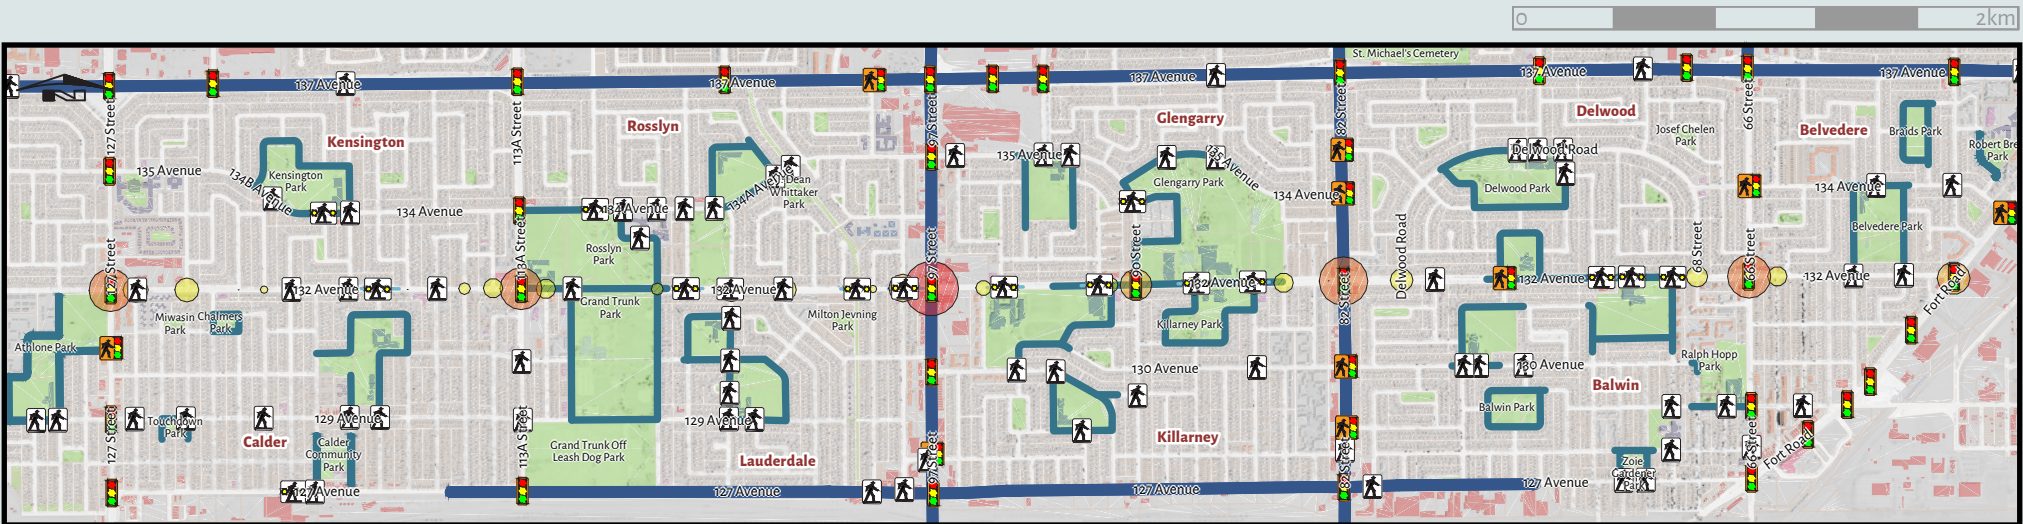 0
2km
St. Michael's Cemetery
137 Avenue
137 Avenue
137 Avenue
137 Avenue
137 Avenue
127 Street
113A Street
97 Street
82 Street
66 Street
Kensington
Rosslyn
Glengarry
Delwood
Belvedere
Josef Chelen
Park
Braids Park
135 Avenue
134B Avenue
Kensington
Park
134 Avenue
134 Avenue
134A Avenue
Dean
Whittaker
Park
135 Avenue
135 Avenue
Glengarry Park
134 Avenue
Delwood Road
Delwood Park
134 Avenue
Belvedere Park
Robert Bre
Park
127 Street
113A Street
Rosslyn
Park
97 Street
90 Street
82 Street
Delwood Road
68 Street
66 Street
132 Avenue
132 Avenue
132 Avenue
132 Avenue
132 Avenue
Fort Road
Miwasin
Park
Chalmers
Park
Grand Trunk
Park
Milton Jevning
Park
Killarney Park
Athlone Park
130 Avenue
130 Avenue
Ralph Hopp
Park
Balwin
Balwin Park
127 Street
Touchdown
Park
Calder
129 Avenue
Calder
Community
Park
113A Street
Grand Trunk Off
Leash Dog Park
129 Avenue
Lauderdale
97 Street
Killarney
82 Street
Zoie
Gardener
Park
66 Street
Fort Road
127 Avenue
127 Avenue
127 Avenue
127 Avenue